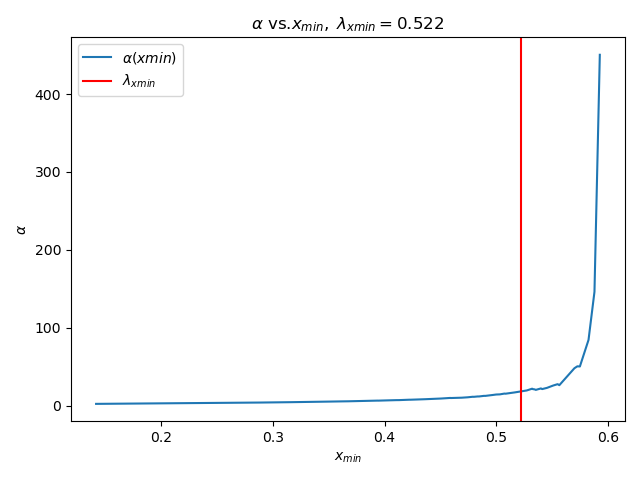 α vs.x_min, λ_xmin = 0.522
α(xmin)
λ_xmin
400
300
200
100
0
α
0.2 0.3 0.4 0.5 0.6
x_min